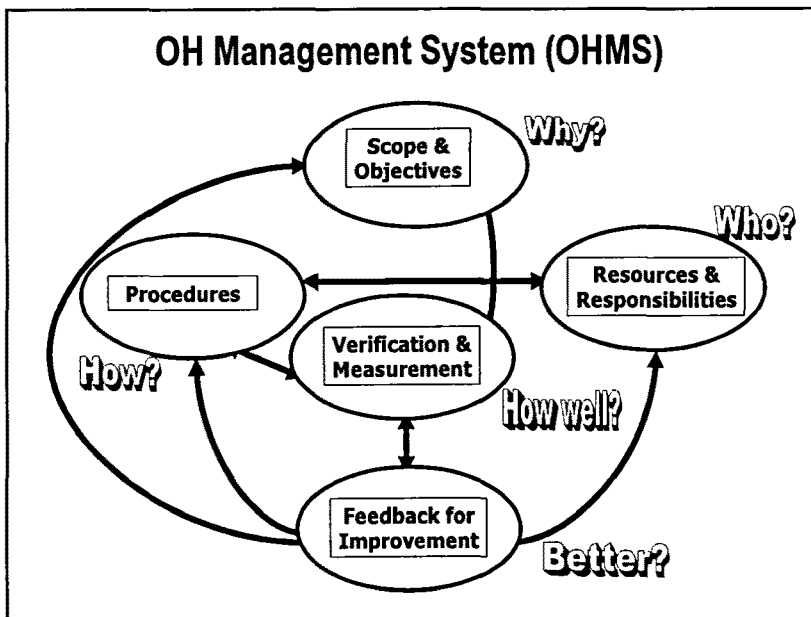 OH Management System (OHMS)
Why?
Scope &
Objectives
Who?
Procedures
Resources &
Responsibilities
How?
Verification &
Measurement
How well?
Feedback for
Improvement
Better?